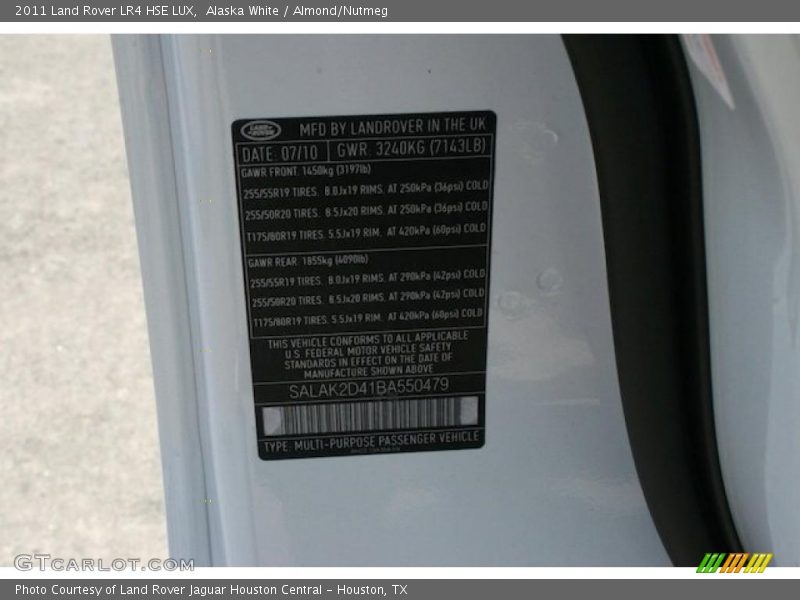 2011 Land Rover LR4 HSE LUX, Alaska White / Almond/Nutmeg
LAND ROVER
MFD BY LANDROVER IN THE UK
DATE: 07/10 GWR. 3240KG (7143LB)
GAWR FRONT. 1450kg (3197lb)
255/55R19 TIRES. 8.0Jx19 RIMS. AT 250kPa (36psi) COLD
255/50R20 TIRES. 8.5Jx20 RIMS. AT 250kPa (36psi) COLD
T175/80R19 TIRES. 5.5Jx19 RIM. AT 420kPa (60psi) COLD
GAWR REAR. 1855kg (4090lb)
255/55R19 TIRES. 8.0Jx19 RIMS. AT 290kPa (42psi) COLD
255/50R20 TIRES. 8.5Jx20 RIMS. AT 290kPa (42psi) COLD
T175/80R19 TIRES. 5.5Jx19 RIM. AT 420kPa (60psi) COLD
THIS VEHICLE CONFORMS TO ALL APPLICABLE
U.S. FEDERAL MOTOR VEHICLE SAFETY
STANDARDS IN EFFECT ON THE DATE OF
MANUFACTURE SHOWN ABOVE
SALAK2D41BA550479
TYPE: MULTI-PURPOSE PASSENGER VEHICLE
GTCARLOT.COM
Photo Courtesy of Land Rover Jaguar Houston Central - Houston, TX